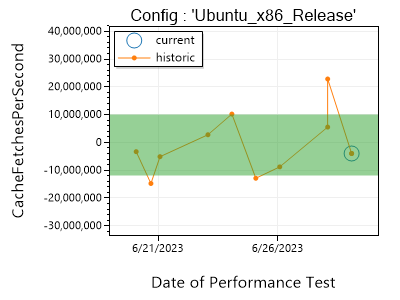 Config : 'Ubuntu_x86_Release'
current
historic
CacheFetchesPerSecond
40,000,000
30,000,000
20,000,000
10,000,000
0
-10,000,000
-20,000,000
-30,000,000
6/21/2023
6/26/2023
Date of Performance Test